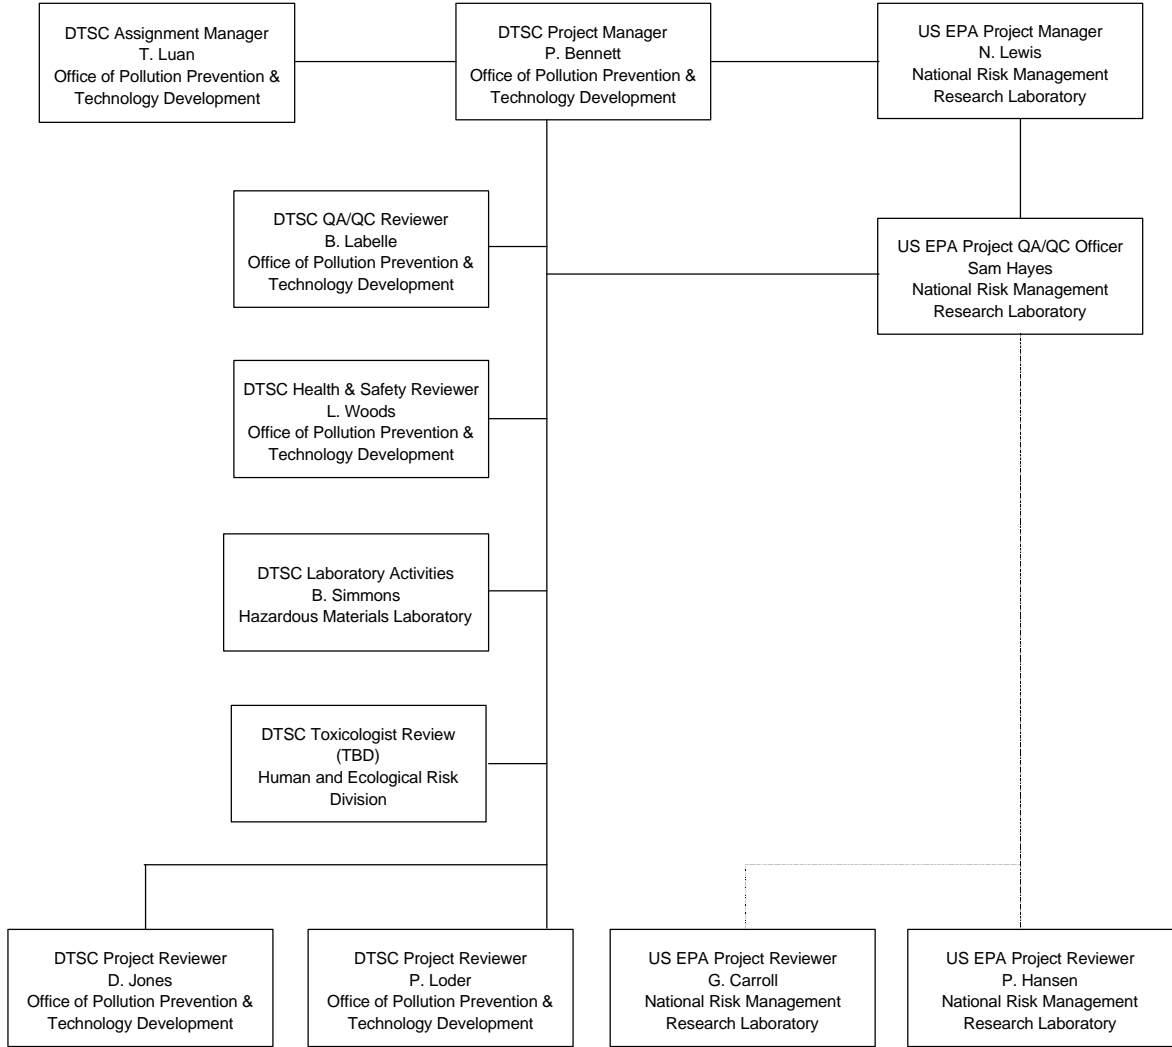 DTSC Assignment Manager
T. Luan
Office of Pollution Prevention &
Technology Development
DTSC Project Manager
P. Bennett
Office of Pollution Prevention &
Technology Development
US EPA Project Manager
N. Lewis
National Risk Management
Research Laboratory
DTSC QA/QC Reviewer
B. Labelle
Office of Pollution Prevention &
Technology Development
US EPA Project QA/QC Officer
Sam Hayes
National Risk Management
Research Laboratory
DTSC Health & Safety Reviewer
L. Woods
Office of Pollution Prevention &
Technology Development
DTSC Laboratory Activities
B. Simmons
Hazardous Materials Laboratory
DTSC Toxicologist Review
(TBD)
Human and Ecological Risk
Division
DTSC Project Reviewer
D. Jones
Office of Pollution Prevention &
Technology Development
DTSC Project Reviewer
P. Loder
Office of Pollution Prevention &
Technology Development
US EPA Project Reviewer
G. Carroll
National Risk Management
Research Laboratory
US EPA Project Reviewer
P. Hansen
National Risk Management
Research Laboratory